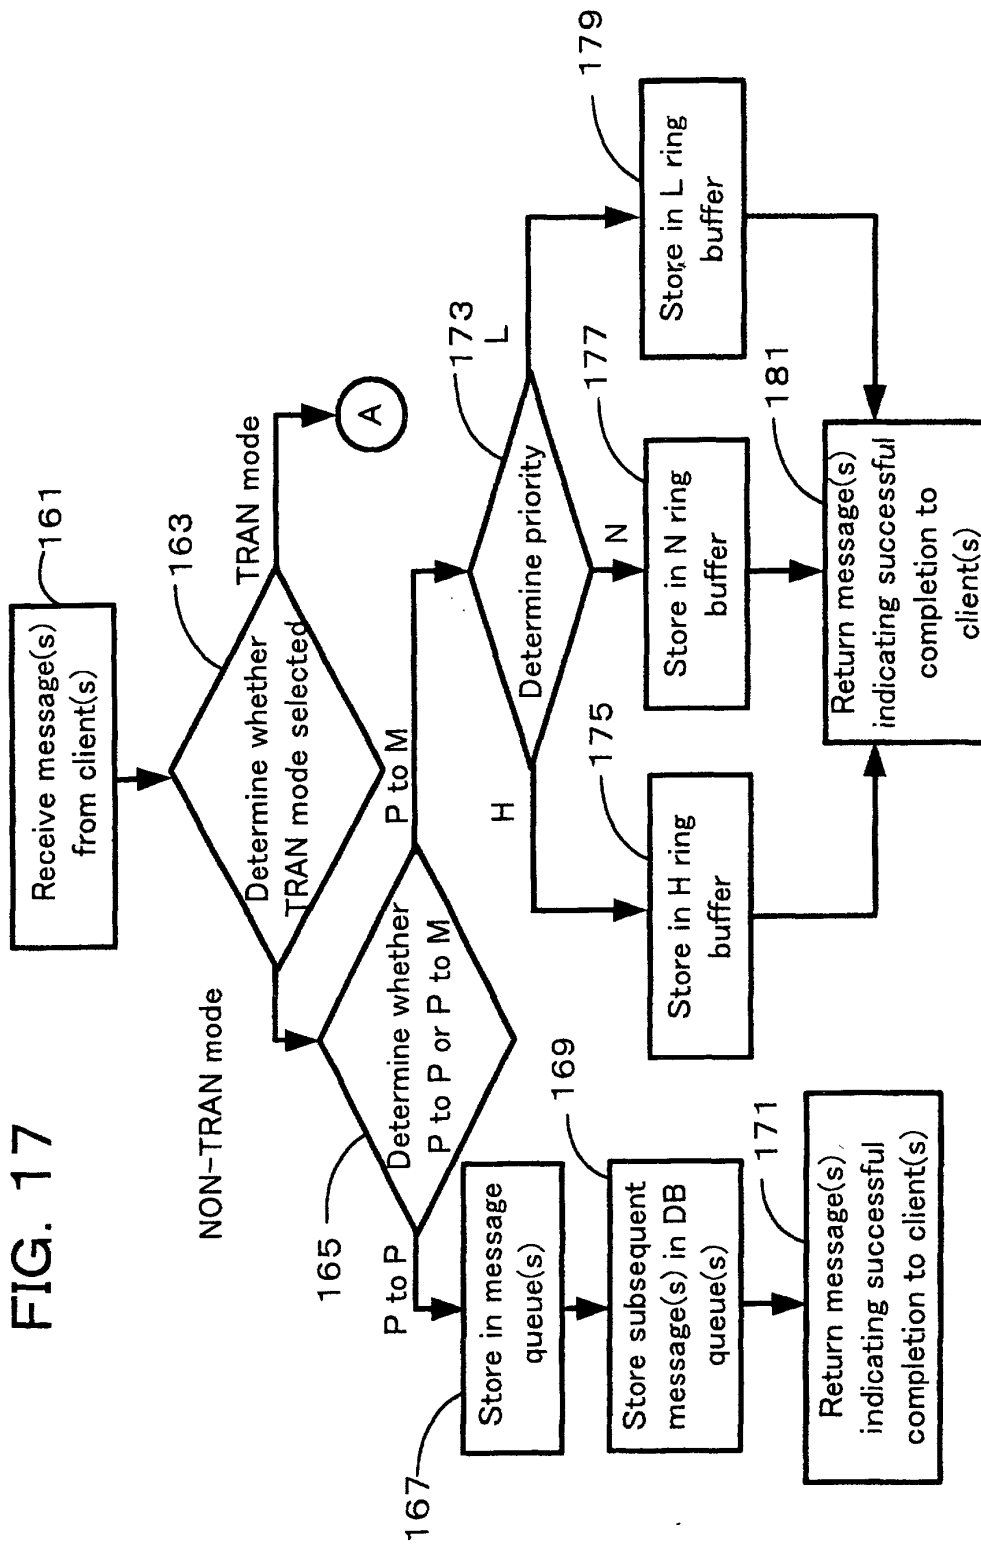 FIG. 17
Receive message(s)
from client(s)
161
163
Determine whether
TRAN mode selected
TRAN mode
A
NON-TRAN mode
165
Determine whether
P to P or P to M
P to P
P to M
167
Store in message
queue(s)
169
Store subsequent
message(s) in DB
queue(s)
171
Return message(s)
indicating successful
completion to client(s)
173
Determine priority
H
N
L
175
Store in H ring
buffer
177
Store in N ring
buffer
179
Store in L ring
buffer
181
Return message(s)
indicating successful
completion to
client(s)